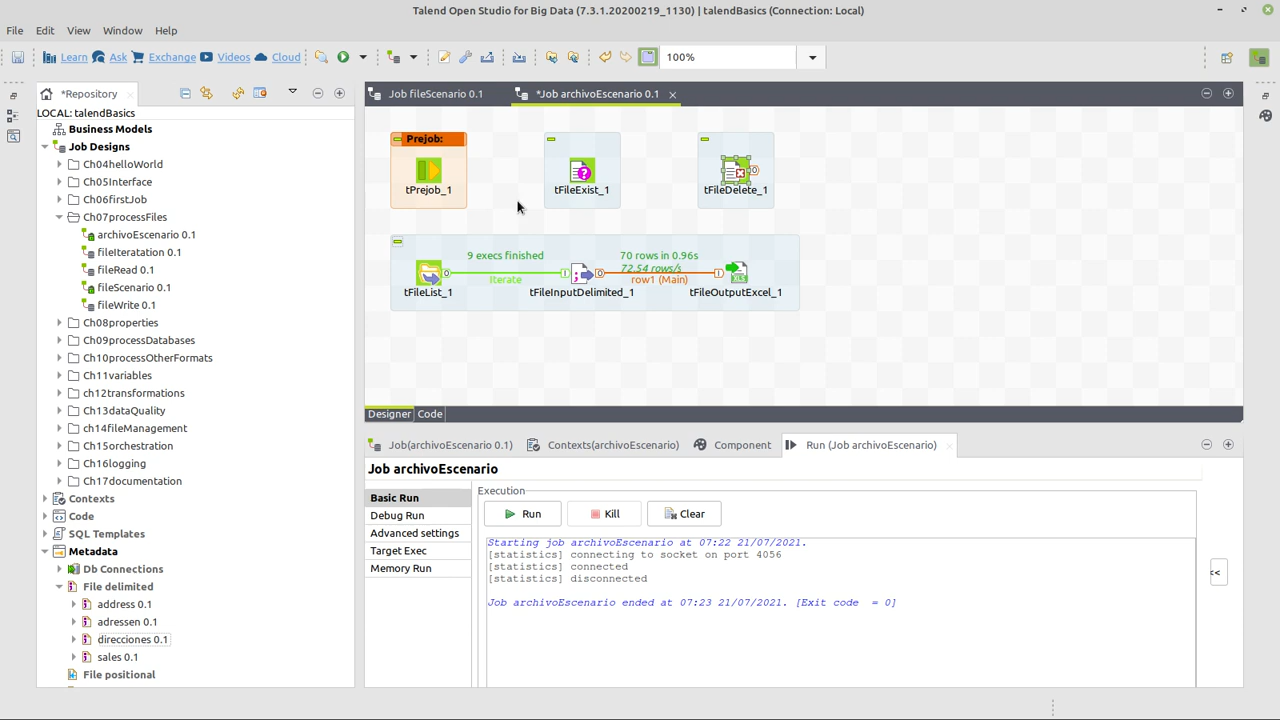 Talend Open Studio for Big Data (7.3.1.20200219_1130) | talendBasics (Connection: Local)
File Edit View Window Help
Learn Ask Exchange Videos Cloud 100%
*Repository
LOCAL: talendBasics
Business Models
Job Designs
Ch04helloWorld
Ch05Interface
Ch06firstJob
Ch07processFiles
archivoEscenario 0.1
fileIteratation 0.1
fileRead 0.1
fileScenario 0.1
fileWrite 0.1
Ch08properties
Ch09processDatabases
Ch10processOtherFormats
Ch11variables
ch12transformations
Ch13dataQuality
ch14fileManagement
Ch15orchestration
Ch16logging
Ch17documentation
Contexts
Code
SQL Templates
Metadata
Db Connections
File delimited
address 0.1
adressen 0.1
direcciones 0.1
sales 0.1
File positional
Job fileScenario 0.1
*Job archivoEscenario 0.1
Prejob:
tPrejob_1
tFileExist_1
tFileDelete_1
9 execs finished
Iterate
70 rows in 0.96s
72.54 rows/s
row1 (Main)
tFileList_1
tFileInputDelimited_1
tFileOutputExcel_1
Designer Code
Job(archivoEscenario 0.1) Contexts(archivoEscenario) Component Run (Job archivoEscenario)
Job archivoEscenario
Basic Run
Debug Run
Advanced settings
Target Exec
Memory Run
Execution
Run Kill Clear
Starting job archivoEscenario at 07:22 21/07/2021.
[statistics] connecting to socket on port 4056
[statistics] connected
[statistics] disconnected
Job archivoEscenario ended at 07:23 21/07/2021. [Exit code  = 0]
<<